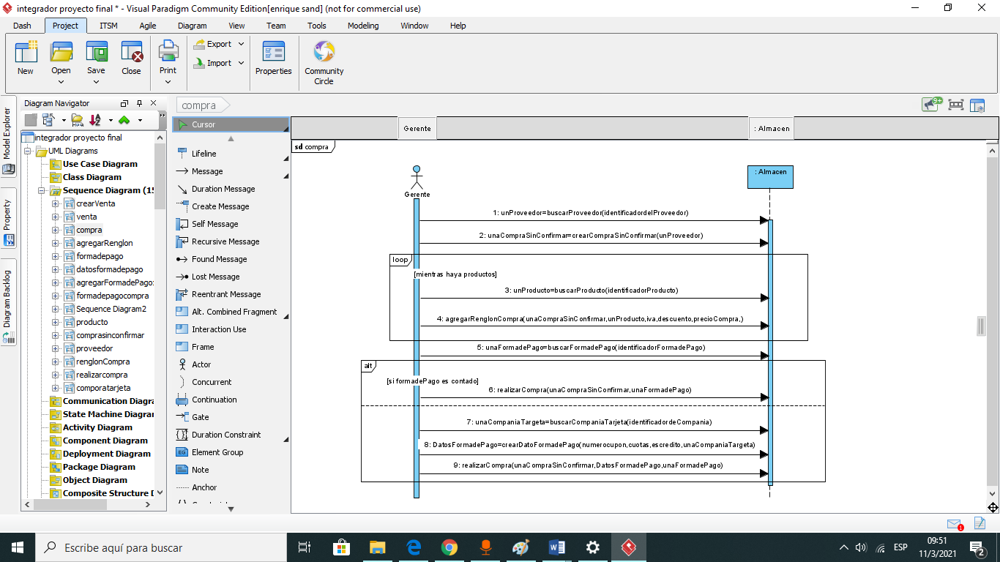 integrador proyecto final * - Visual Paradigm Community Edition[enrique sand] (not for commercial use)
Dash Project ITSM Agile Diagram View Team Tools Modeling Window Help
New Open Save Close Print Export Import Properties Community Circle
Diagram Navigator
compra
9+
Model Explorer
Property
Diagram Backlog
integrador proyecto final
UML Diagrams
Use Case Diagram
Class Diagram
Sequence Diagram (15
crearVenta
venta
compra
agregarRenglon
formadepago
datosformadepago
agregarFormadePago
formadepagocompra
Sequence Diagram2
producto
comprasinconfirmar
proveedor
renglonCompra
realizarcompra
comporatarjeta
Communication Diagra
State Machine Diagra
Activity Diagram
Component Diagram
Deployment Diagram
Package Diagram
Object Diagram
Composite Structure D
Cursor
Lifeline
Message
Duration Message
Create Message
Self Message
Recursive Message
Found Message
Lost Message
Reentrant Message
Alt. Combined Fragment
Interaction Use
Frame
Actor
Concurrent
Continuation
Gate
Duration Constraint
Element Group
Note
Anchor
Gerente : Almacen
sd compra
: Almacen
Gerente
1: unProveedor=buscarProveedor(identificadordelProveedor)
2: unaCompraSinConfirmar=crearCompraSinConfirmar(unProveedor)
loop
[mientras haya productos]
3: unProducto=buscarProducto(identificadorProducto)
4: agregarRenglonCompra(unaCompraSinConfirmar,unProducto,iva,descuento,precioCompra,)
5: unaFormadePago=buscarFormadePago(identificadorFormadePago)
alt
[si formadePago es contado]
6: realizarCompra(unaCompraSinConfirmar,unaFormadePago)
7: unaCompaniaTargeta=buscarCompaniaTarjeta(identificadordeCompania)
8: DatosFormadePago=crearDatoFormadePago(numerocupon,cuotas,escredito,unaCompaniaTargeta)
9: realizarCompra(unaCompraSinConfirmar,DatosFormadePago,unaFormadePago)
1
Escribe aquí para buscar
ESP
09:51
11/3/2021
2